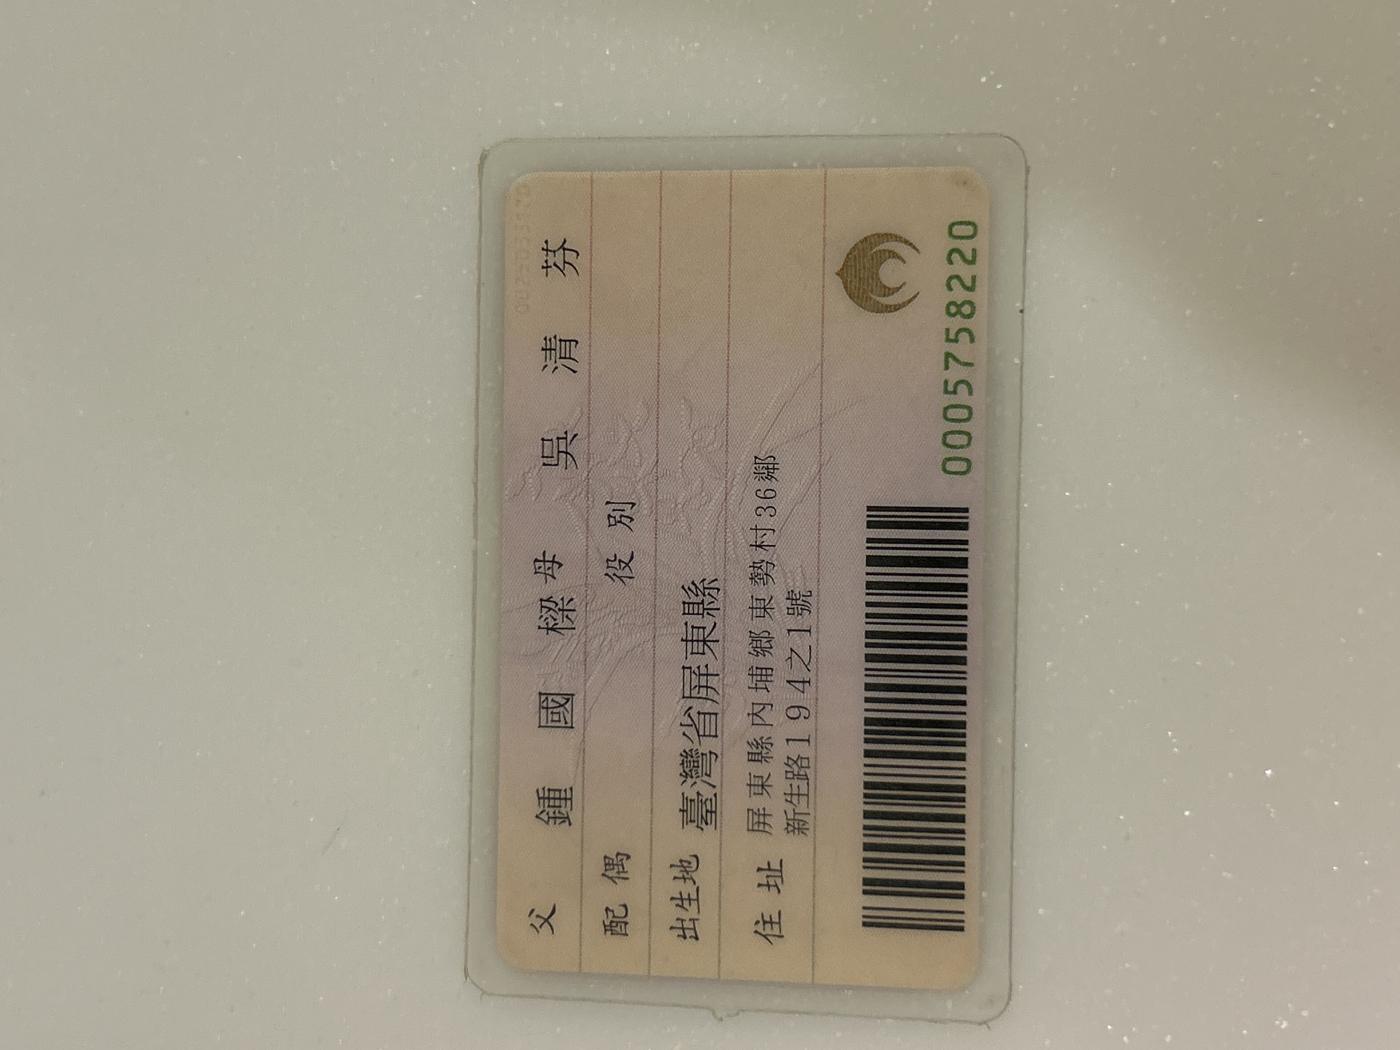 父 鍾國樑 母 吳清芬
配偶 役別
出生地 臺灣省屏東縣
住址 屏東縣內埔鄉東勢村36鄰
新生路194之1號
0005758220